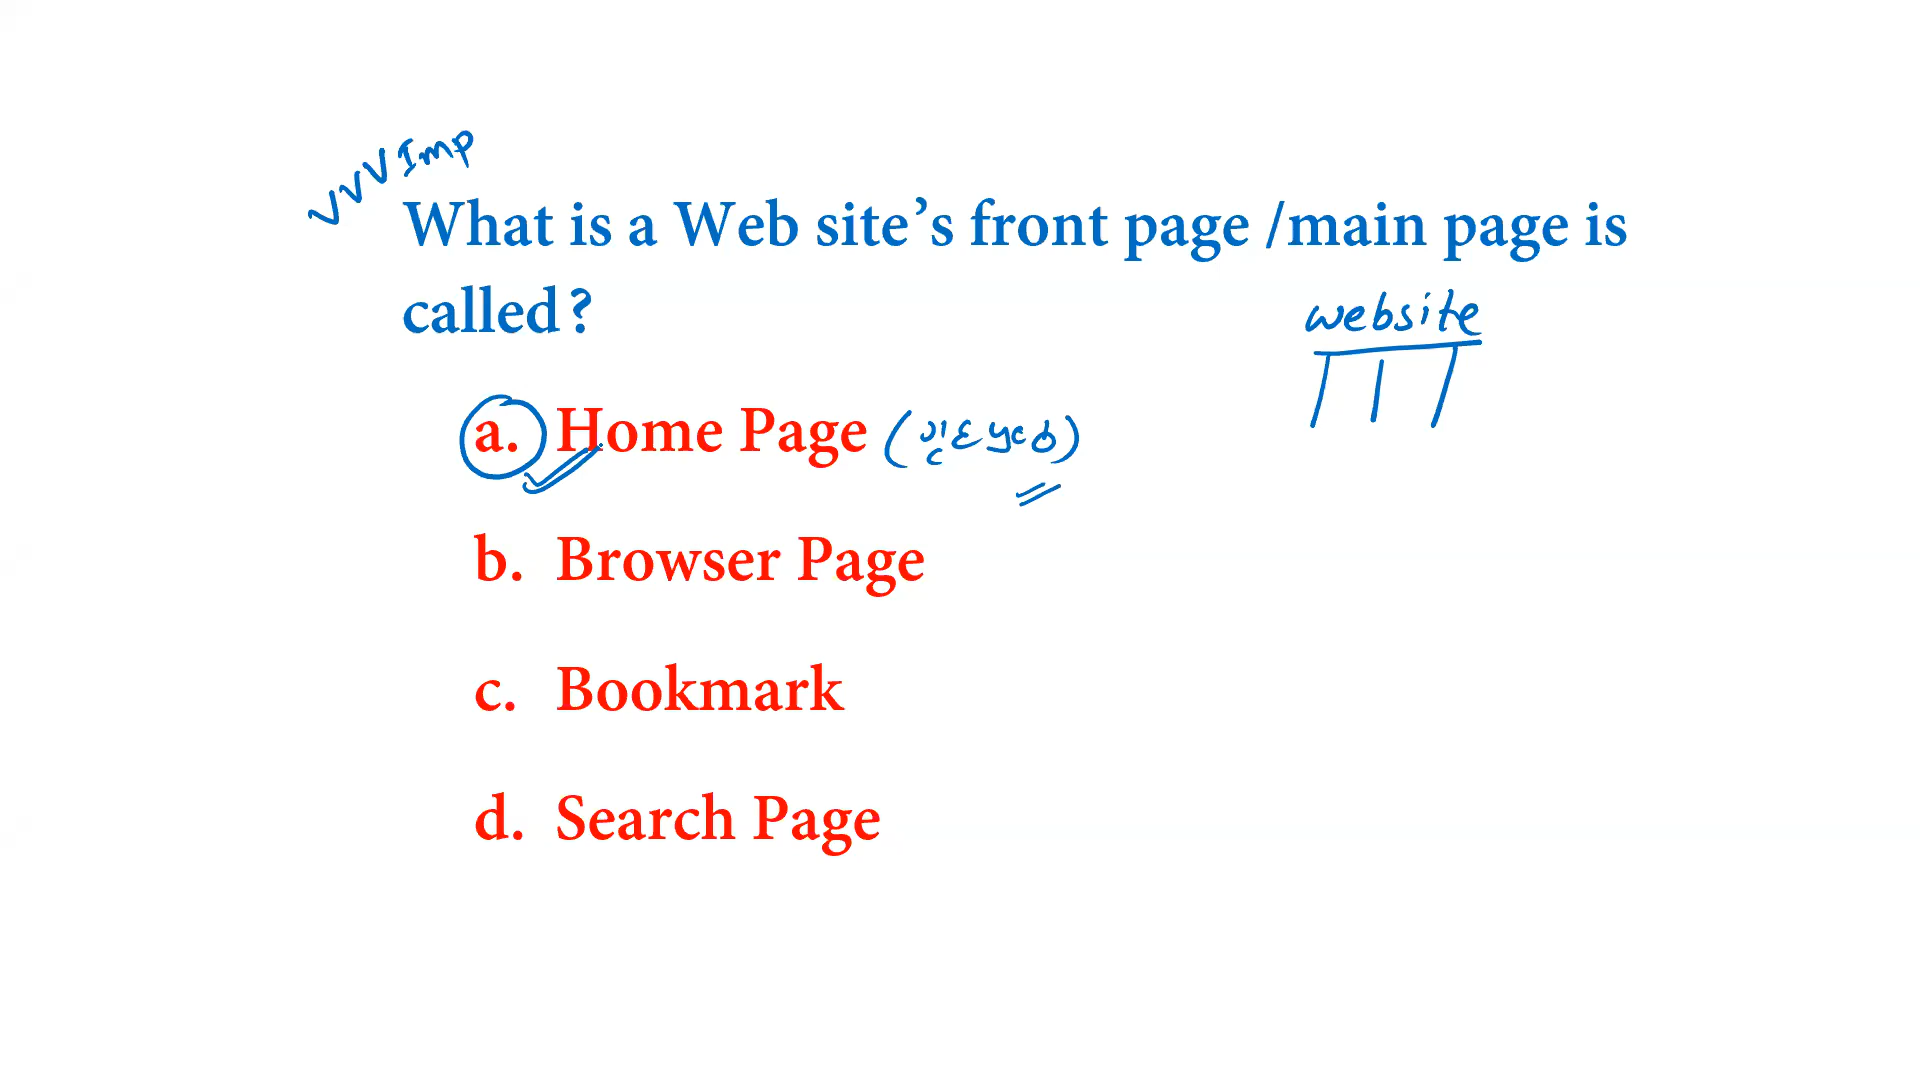 VVV Imp
What is a Web site’s front page /main page is
called?
website
a. Home Page
b. Browser Page
c. Bookmark
d. Search Page